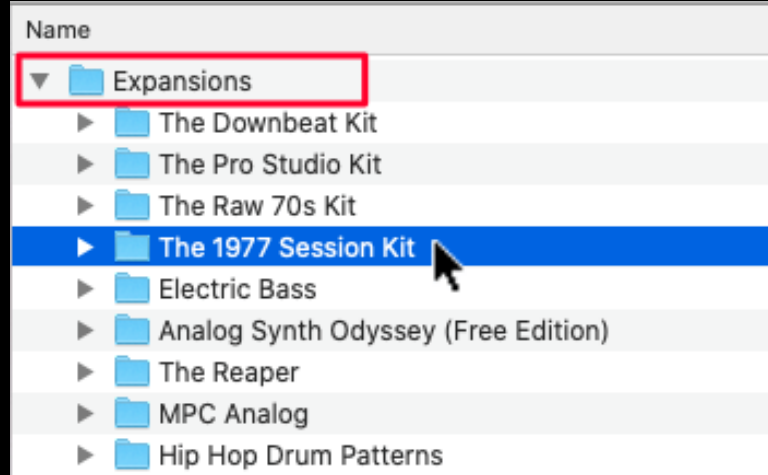 Name
Expansions
The Downbeat Kit
The Pro Studio Kit
The Raw 70s Kit
The 1977 Session Kit
Electric Bass
Analog Synth Odyssey (Free Edition)
The Reaper
MPC Analog
Hip Hop Drum Patterns